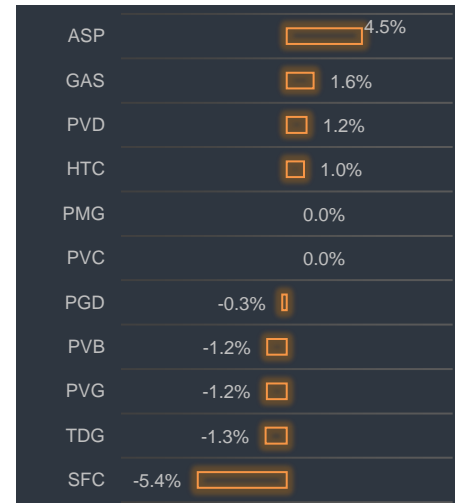 ASP 4.5%
GAS 1.6%
PVD 1.2%
HTC 1.0%
PMG 0.0%
PVC 0.0%
PGD -0.3%
PVB -1.2%
PVG -1.2%
TDG -1.3%
SFC -5.4%